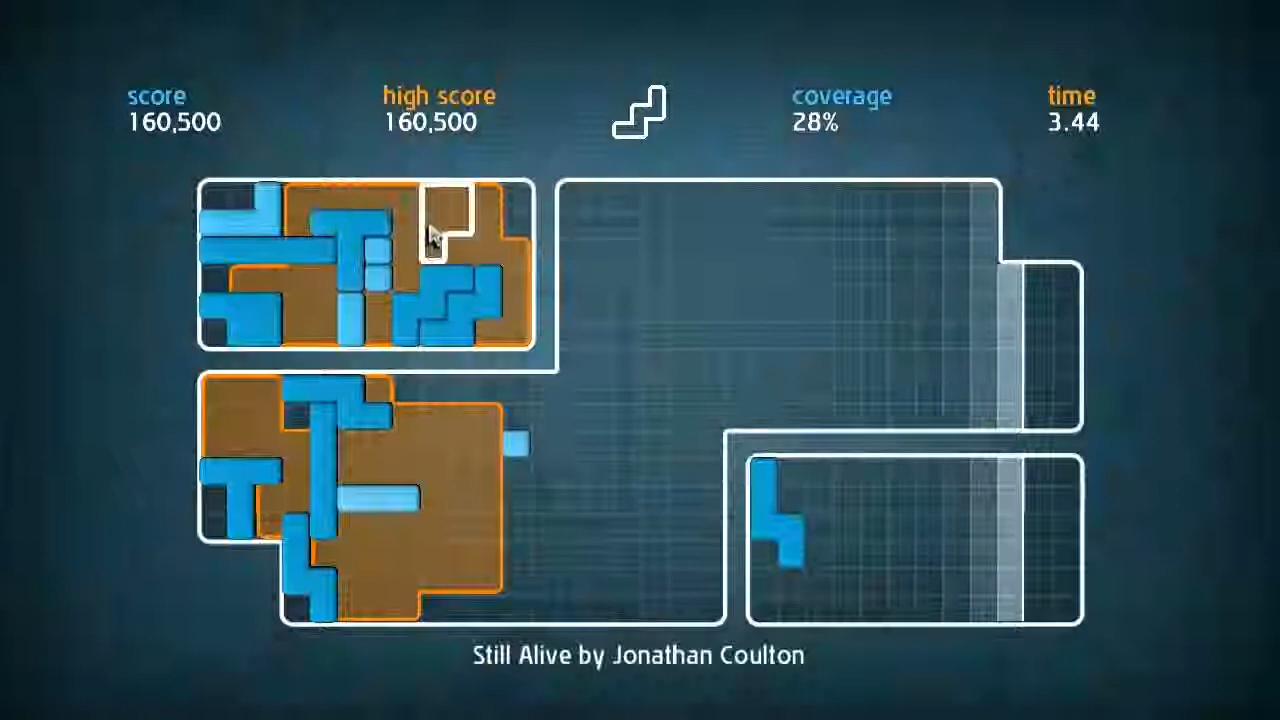 score
160,500
high score
160,500
coverage
28%
time
3.44
Still Alive by Jonathan Coulton